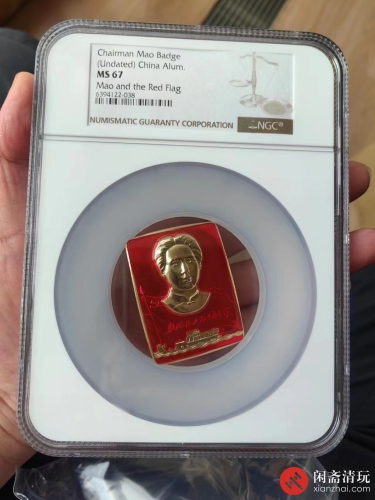 Chairman Mao Badge
(Undated) China Alum.
MS 67
Mao and the Red Flag
6394122-038
NUMISMATIC GUARANTY CORPORATION
NGC®
闲斋清玩
xianzhai.com